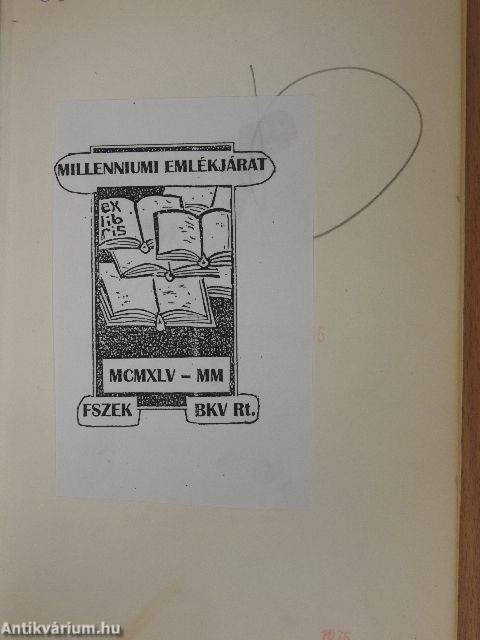 MILLENNIUMI EMLÉKJÁRAT
ex
lib
ris
MCMXLV – MM
FSZEK
BKV Rt.
Antikvárium.hu